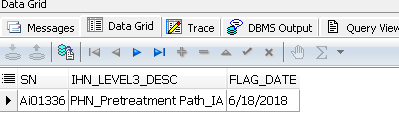 Data Grid
Messages Data Grid Trace DBMS Output Query View
SN IHN_LEVEL3_DESC FLAG_DATE
Ai01336 PHN_Pretreatment Path_IA 6/18/2018